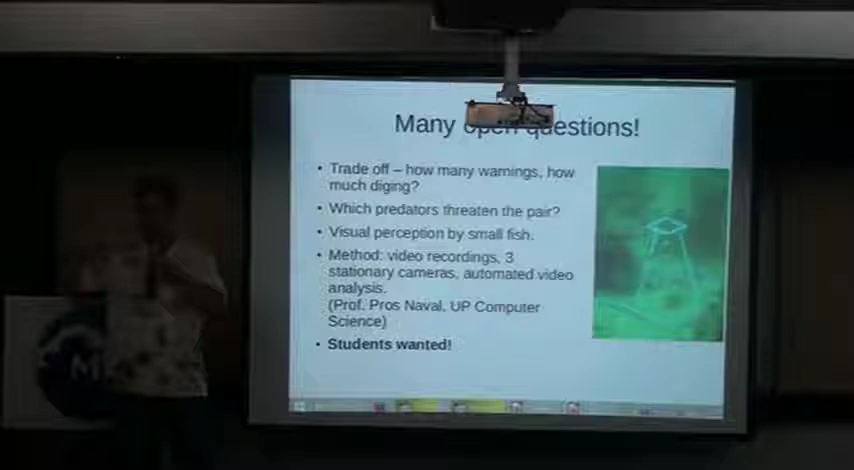 Many open questions!
• Trade off – how many warnings, how
much diging?
• Which predators threaten the pair?
• Visual perception by small fish.
• Method: video recordings, 3
stationary cameras, automated video
analysis.
(Prof. Pros Naval, UP Computer
Science)
• Students wanted!